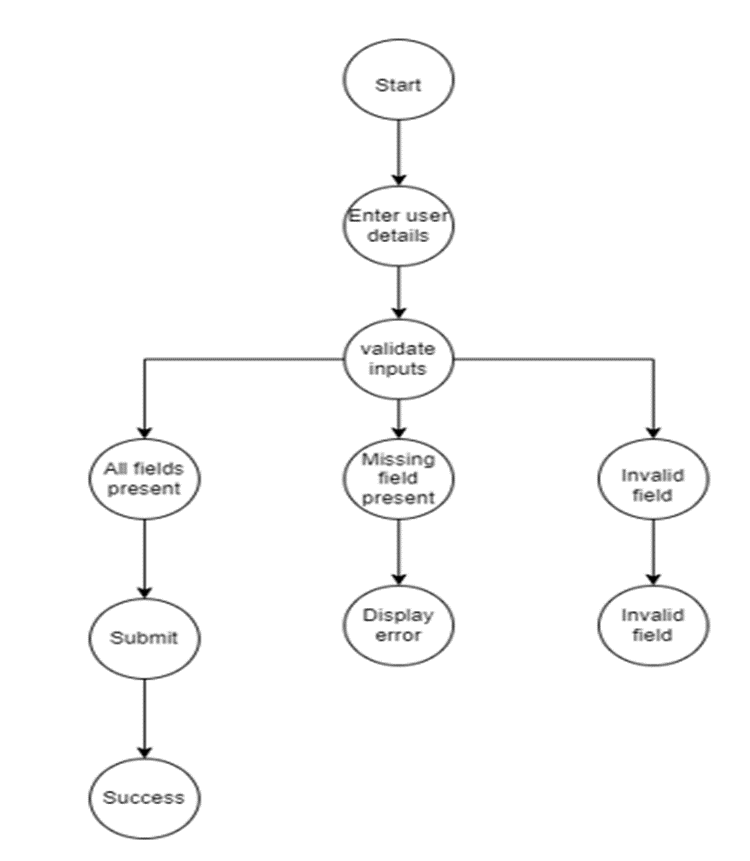 Start
Enter user
details
validate
inputs
All fields
present
Missing
field
present
Invalid
field
Submit
Display
error
Invalid
field
Success